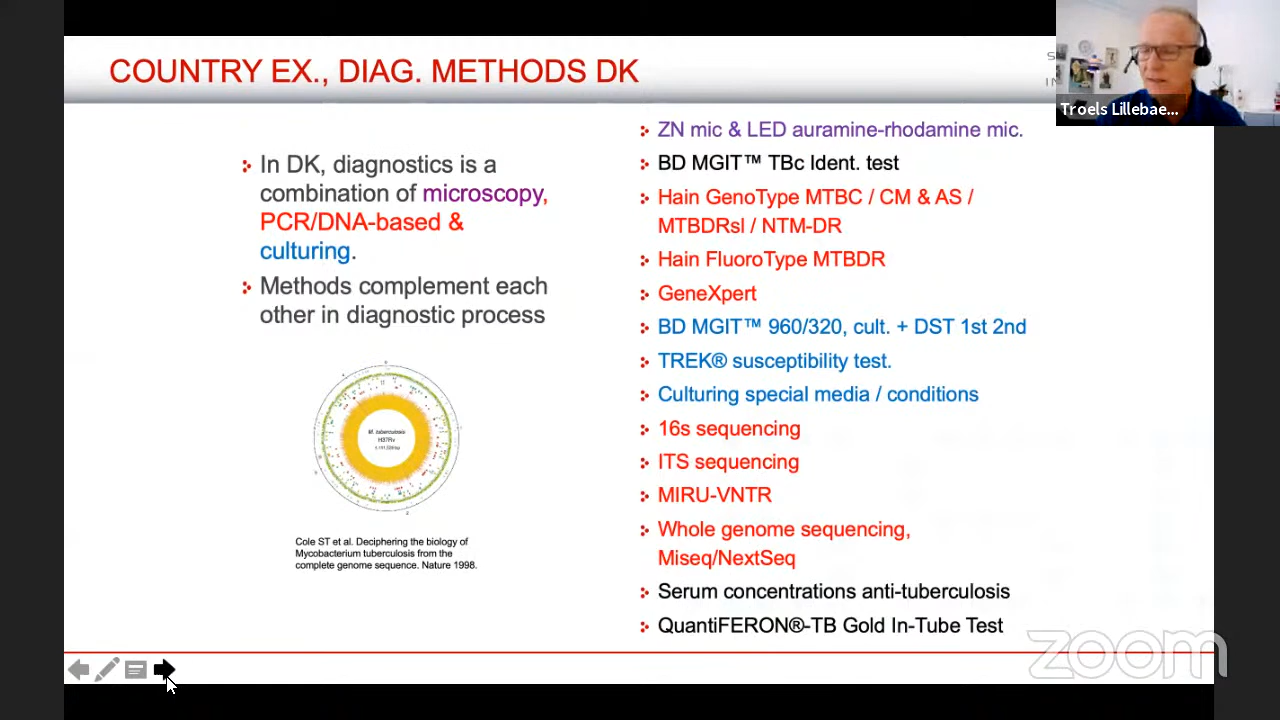 COUNTRY EX., DIAG. METHODS DK
Troels Lillebae...
In DK, diagnostics is a
combination of microscopy,
PCR/DNA-based &
culturing.
Methods complement each
other in diagnostic process
M. tuberculosis
H37Rv
Cole ST et al. Deciphering the biology of
Mycobacterium tuberculosis from the
complete genome sequence. Nature 1998.
ZN mic & LED auramine-rhodamine mic.
BD MGIT™ TBc Ident. test
Hain GenoType MTBC / CM & AS /
MTBDRsl / NTM-DR
Hain FluoroType MTBDR
GeneXpert
BD MGIT™ 960/320, cult. + DST 1st 2nd
TREK® susceptibility test.
Culturing special media / conditions
16s sequencing
ITS sequencing
MIRU-VNTR
Whole genome sequencing,
Miseq/NextSeq
Serum concentrations anti-tuberculosis
QuantiFERON®-TB Gold In-Tube Test
zoom